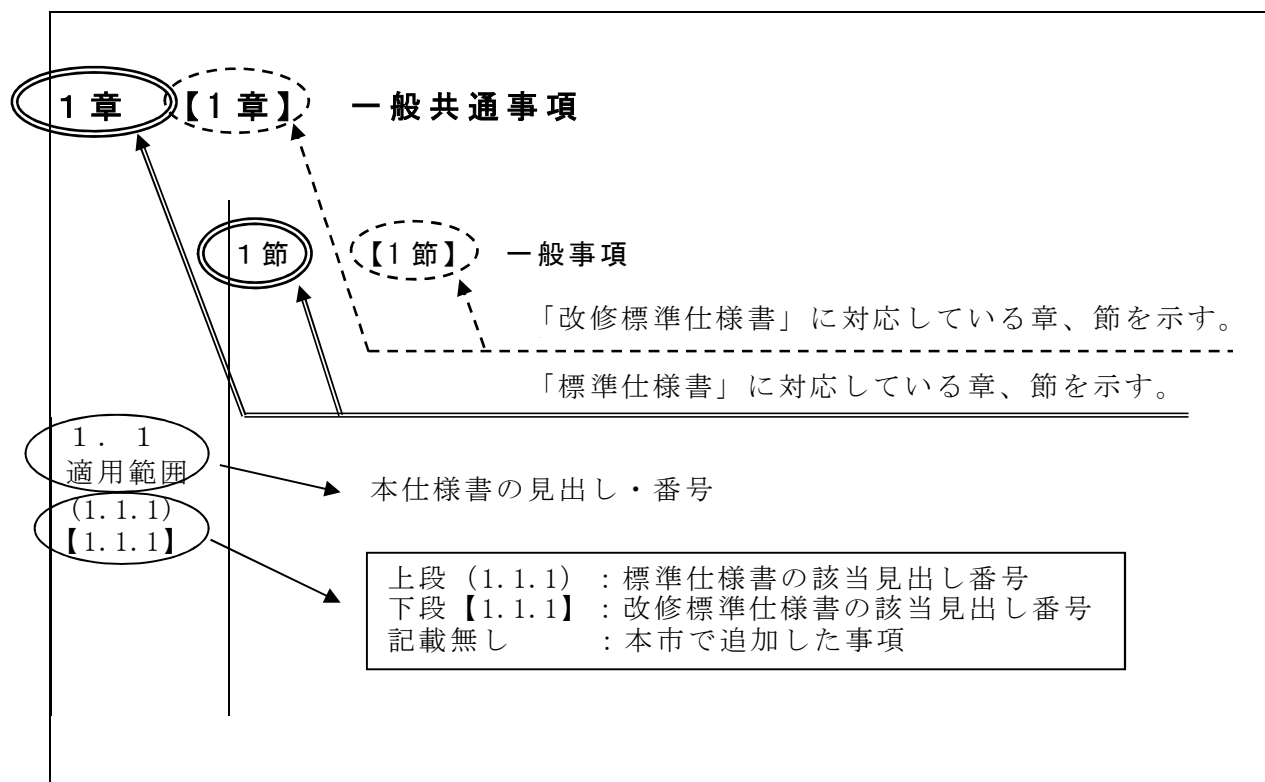 １章 【１章】 一般共通事項
１節 【１節】 一般事項
「改修標準仕様書」に対応している章、節を示す。
「標準仕様書」に対応している章、節を示す。
１．１
適用範囲
(1.1.1)
【1.1.1】
本仕様書の見出し・番号
上段（1.1.1）：標準仕様書の該当見出し番号
下段【1.1.1】：改修標準仕様書の該当見出し番号
記載無し　　　：本市で追加した事項